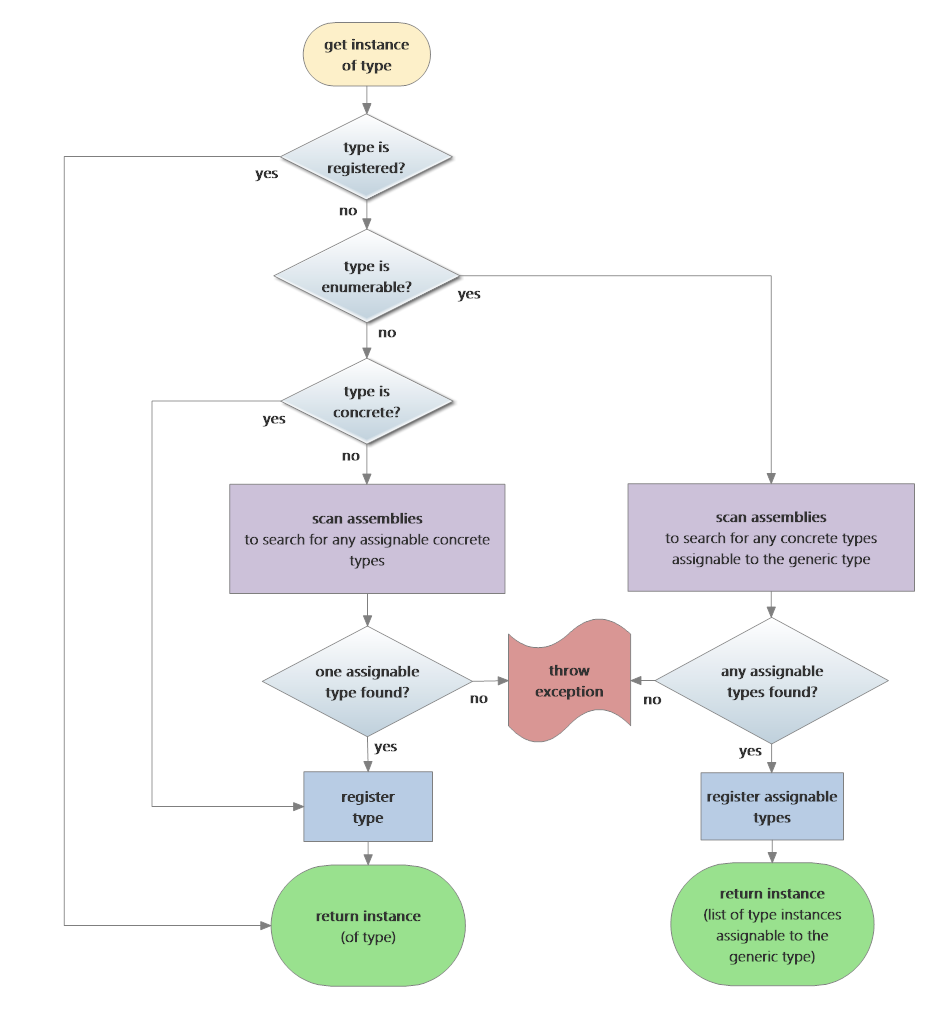 get instance
of type
type is
registered?
yes
no
type is
enumerable?
yes
no
type is
concrete?
yes
no
scan assemblies
to search for any assignable concrete
types
scan assemblies
to search for any concrete types
assignable to the generic type
one assignable
type found?
no
throw
exception
no
any assignable
types found?
yes
yes
register
type
register assignable
types
return instance
(of type)
return instance
(list of type instances
assignable to the
generic type)